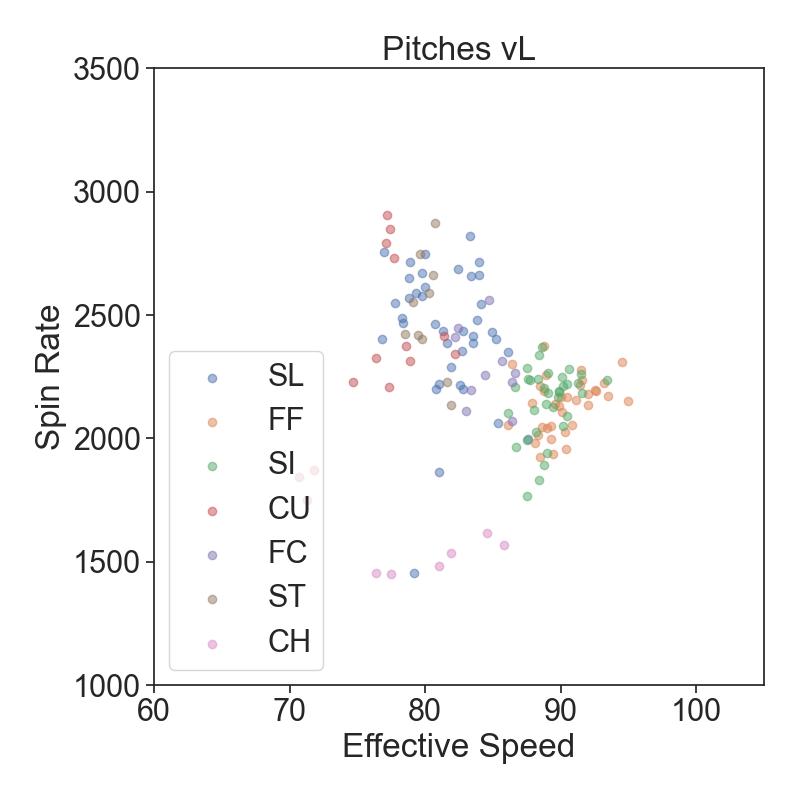 Pitches vL
3500
3000
2500
2000
1500
1000
Spin Rate
SL
FF
SI
CU
FC
ST
CH
60
70
80
90
100
Effective Speed